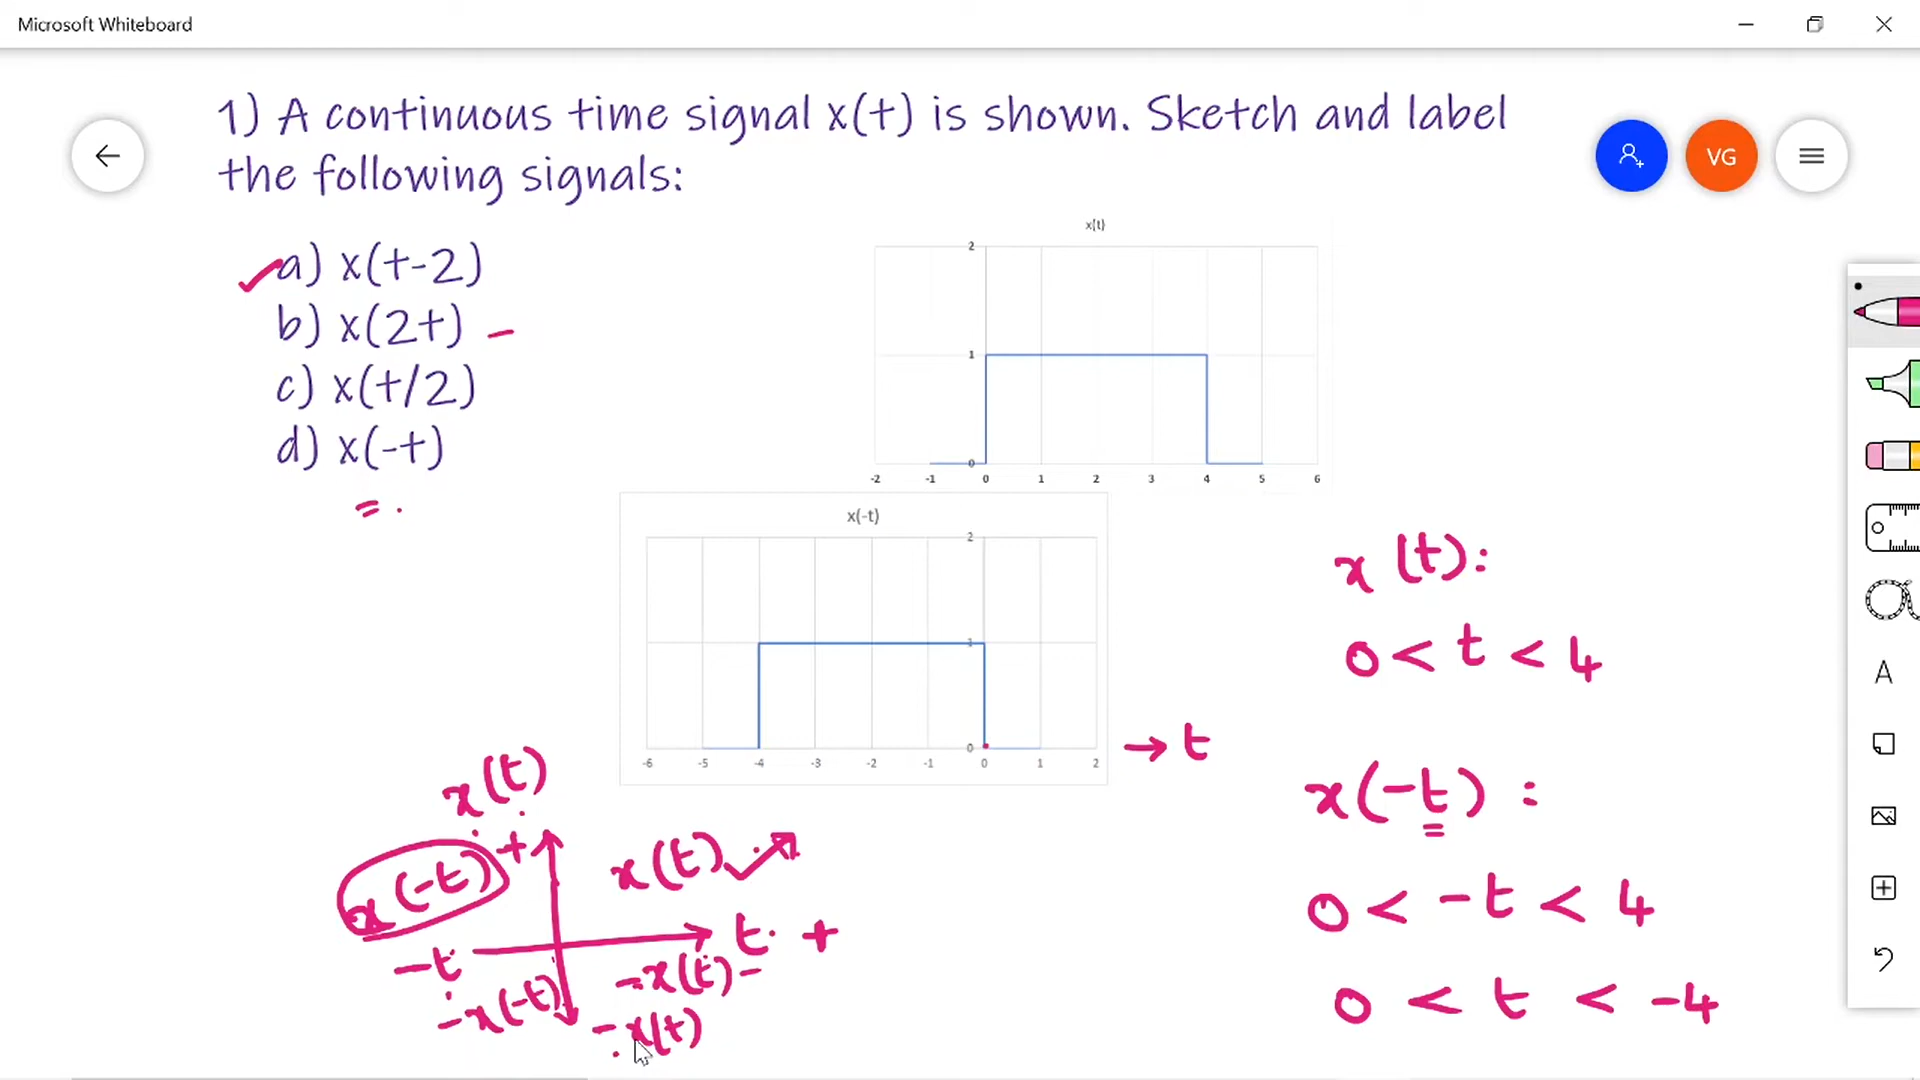 Microsoft Whiteboard
1) A continuous time signal x(t) is shown. Sketch and label
the following signals:
VG
a) x(t-2)
b) x(2t) -
c) x(t/2)
d) x(-t)
= .
x(t)
2
1
0
-2 -1 0 1 2 3 4 5 6
x(-t)
2
1
0
-6 -5 -4 -3 -2 -1 0 1 2
→ t
x(t):
0 < t < 4
x(-t) :
0 < -t < 4
0 < t < -4
x(t)
+
x(-t)
x(t)
t +
-t
-x(t) -
-x(-t)
-x(t)
A